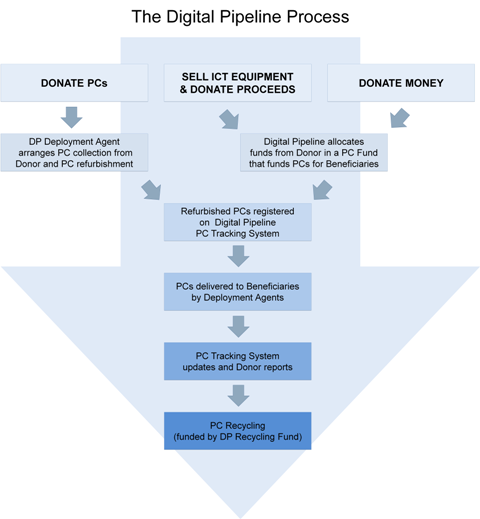 The Digital Pipeline Process
DONATE PCs
SELL ICT EQUIPMENT
& DONATE PROCEEDS
DONATE MONEY
DP Deployment Agent
arranges PC collection from
Donor and PC refurbishment
Digital Pipeline allocates
funds from Donor in a PC Fund
that funds PCs for Beneficiaries
Refurbished PCs registered
on Digital Pipeline
PC Tracking System
PCs delivered to Beneficiaries
by Deployment Agents
PC Tracking System
updates and Donor reports
PC Recycling
(funded by DP Recycling Fund)